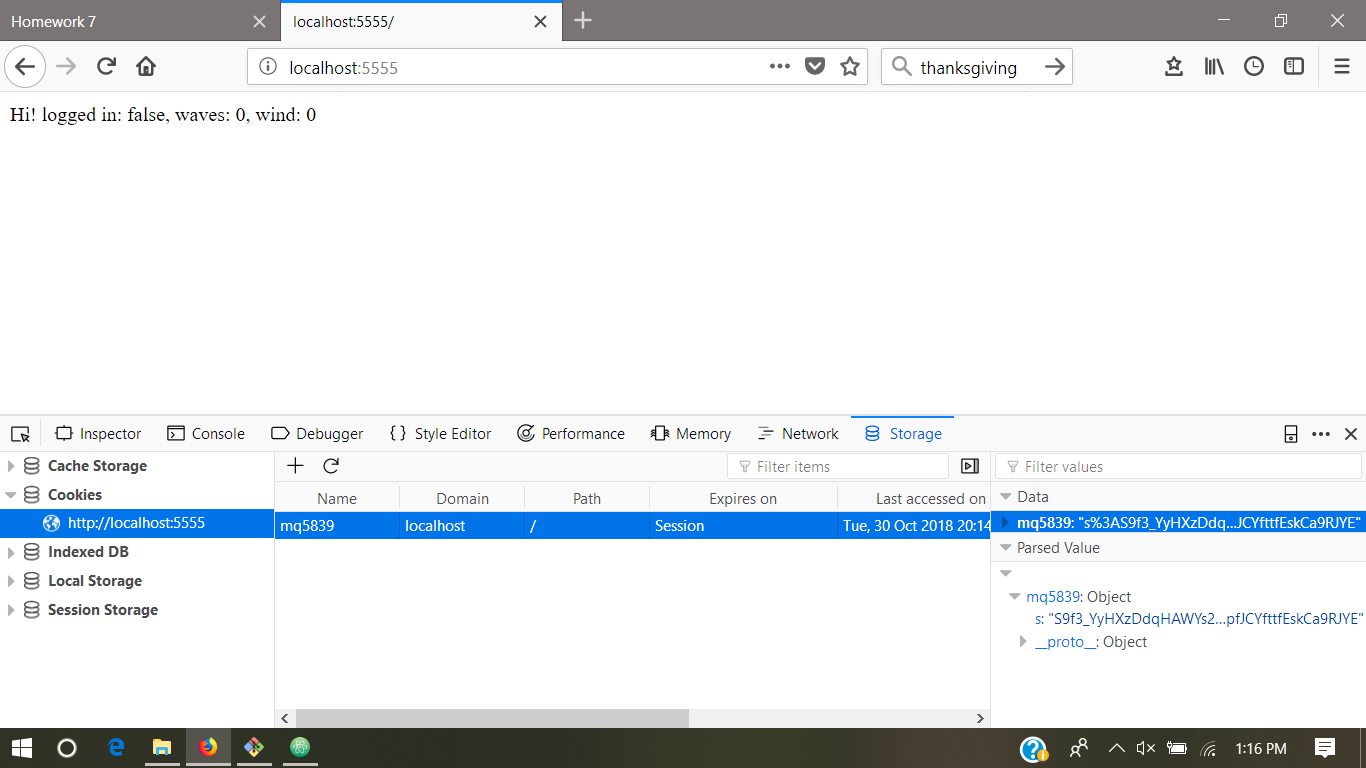 Homework 7
localhost:5555/
localhost:5555
thanksgiving
Hi! logged in: false, waves: 0, wind: 0
Inspector Console Debugger { } Style Editor Performance Memory Network Storage
Cache Storage
Cookies
http://localhost:5555
Indexed DB
Local Storage
Session Storage
Filter items
Name Domain Path Expires on Last accessed on
mq5839 localhost / Session Tue, 30 Oct 2018 20:14
Filter values
Data
mq5839: "s%3AS9f3_YyHXzDdq...JCYfttfEskCa9RJYE"
Parsed Value
mq5839: Object
s: "S9f3_YyHXzDdqHAWYs2...pfJCYfttfEskCa9RJYE"
__proto__: Object
1:16 PM